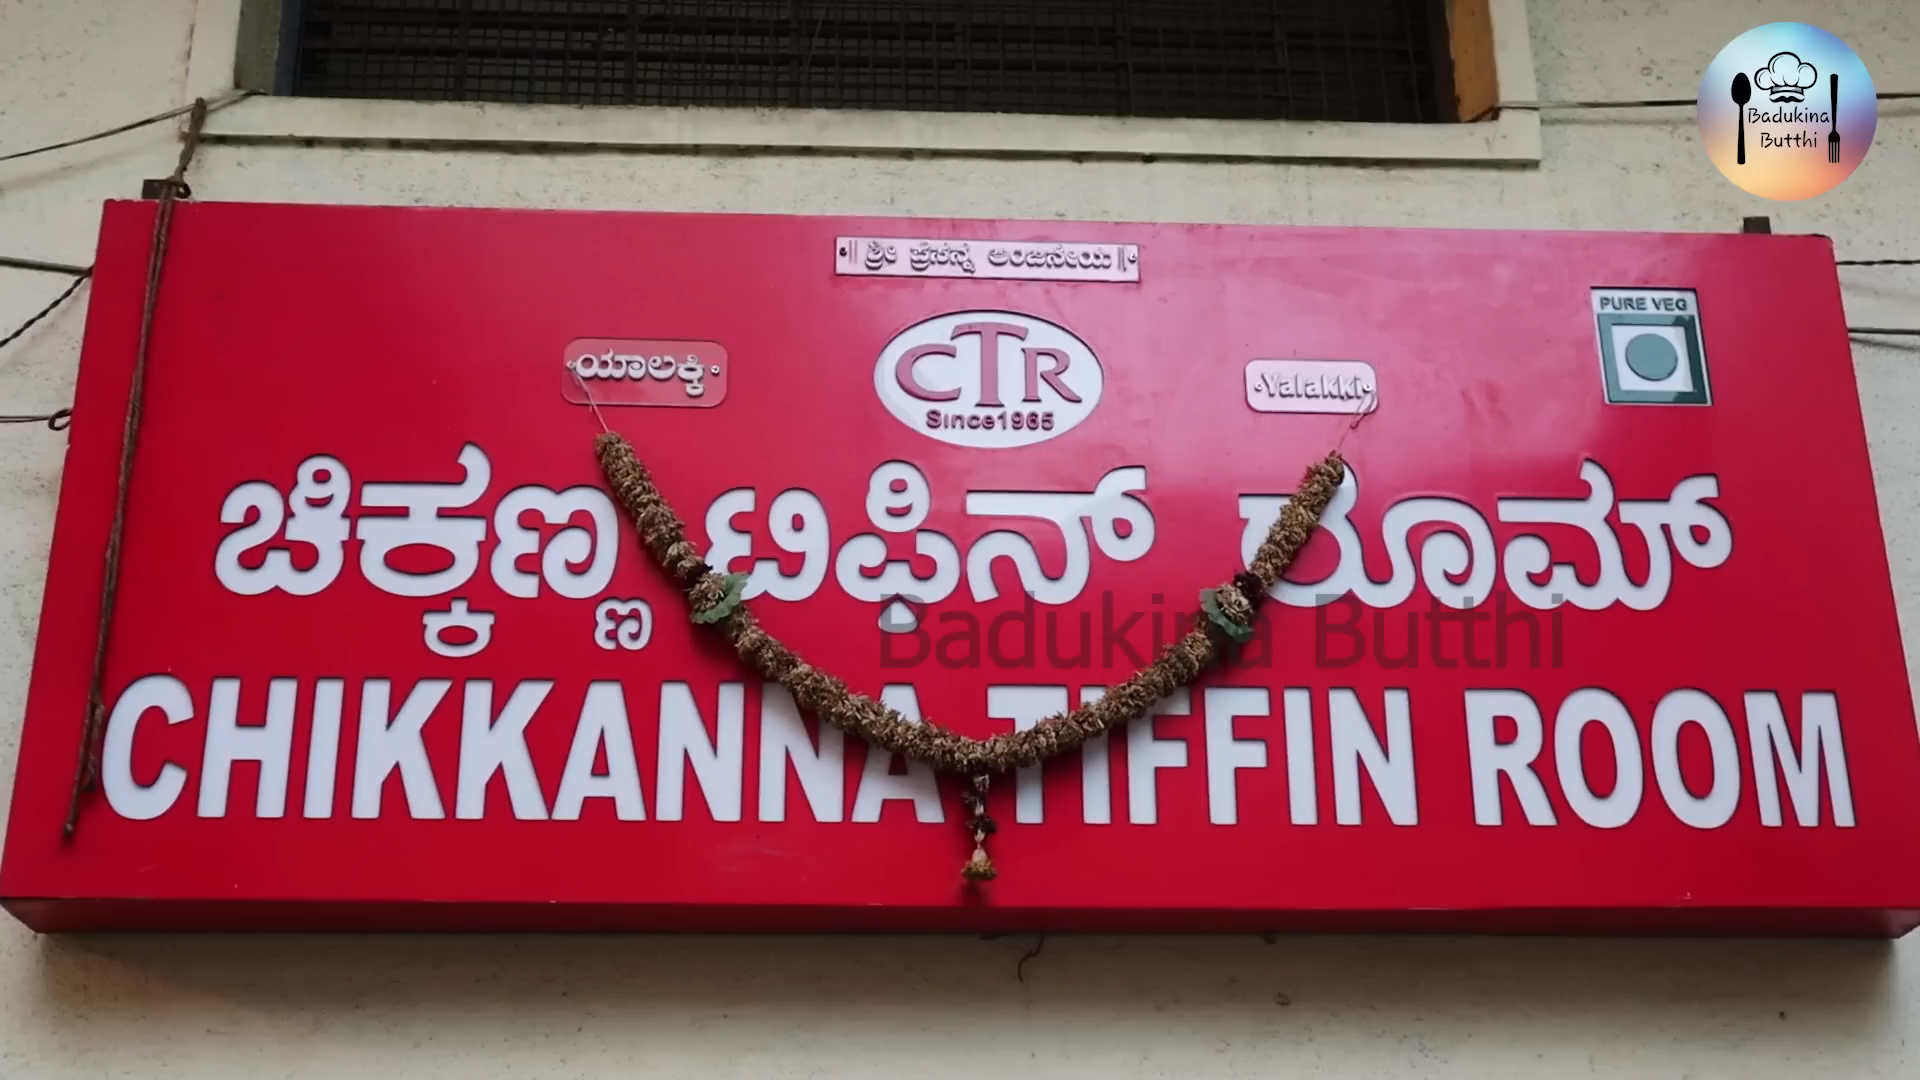 Badukina
Butthi
॥ ಶ್ರೀ ಪ್ರಸನ್ನ ಆಂಜನೇಯ ॥
PURE VEG
ಯಾಲಕ್ಕಿ
CTR
Yalakki
Since1965
ಚಿಕ್ಕಣ್ಣ ಟಿಫಿನ್ ರೂಮ್
Badukina Butthi
CHIKKANNA TIFFIN ROOM